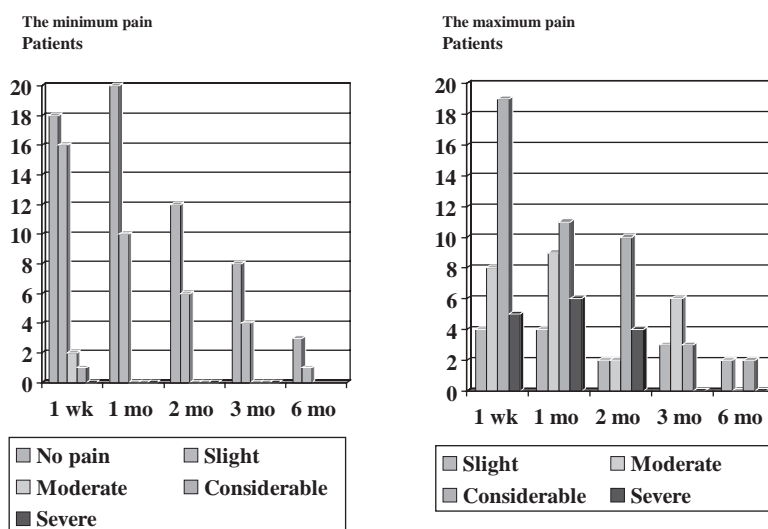 The minimum pain
Patients
20
18
16
14
12
10
8
6
4
2
0
1 wk 1 mo 2 mo 3 mo 6 mo
No pain Slight
Moderate Considerable
Severe
The maximum pain
Patients
20
18
16
14
12
10
8
6
4
2
0
1 wk 1 mo 2 mo 3 mo 6 mo
Slight Moderate
Considerable Severe